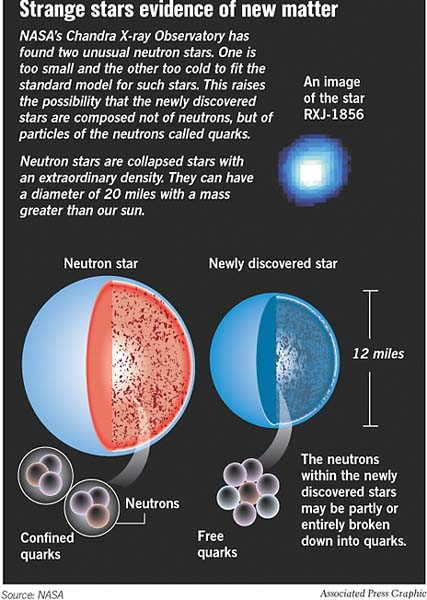 Strange stars evidence of new matter
NASA's Chandra X-ray Observatory has
found two unusual neutron stars. One is
too small and the other too cold to fit the
standard model for such stars. This raises
the possibility that the newly discovered
stars are composed not of neutrons, but of
particles of the neutrons called quarks.
Neutron stars are collapsed stars with
an extraordinary density. They can have
a diameter of 20 miles with a mass
greater than our sun.
An image
of the star
RXJ-1856
Neutron star
Newly discovered star
12 miles
Neutrons
Confined
quarks
Free
quarks
The neutrons
within the newly
discovered stars
may be partly or
entirely broken
down into quarks.
Source: NASA
Associated Press Graphic